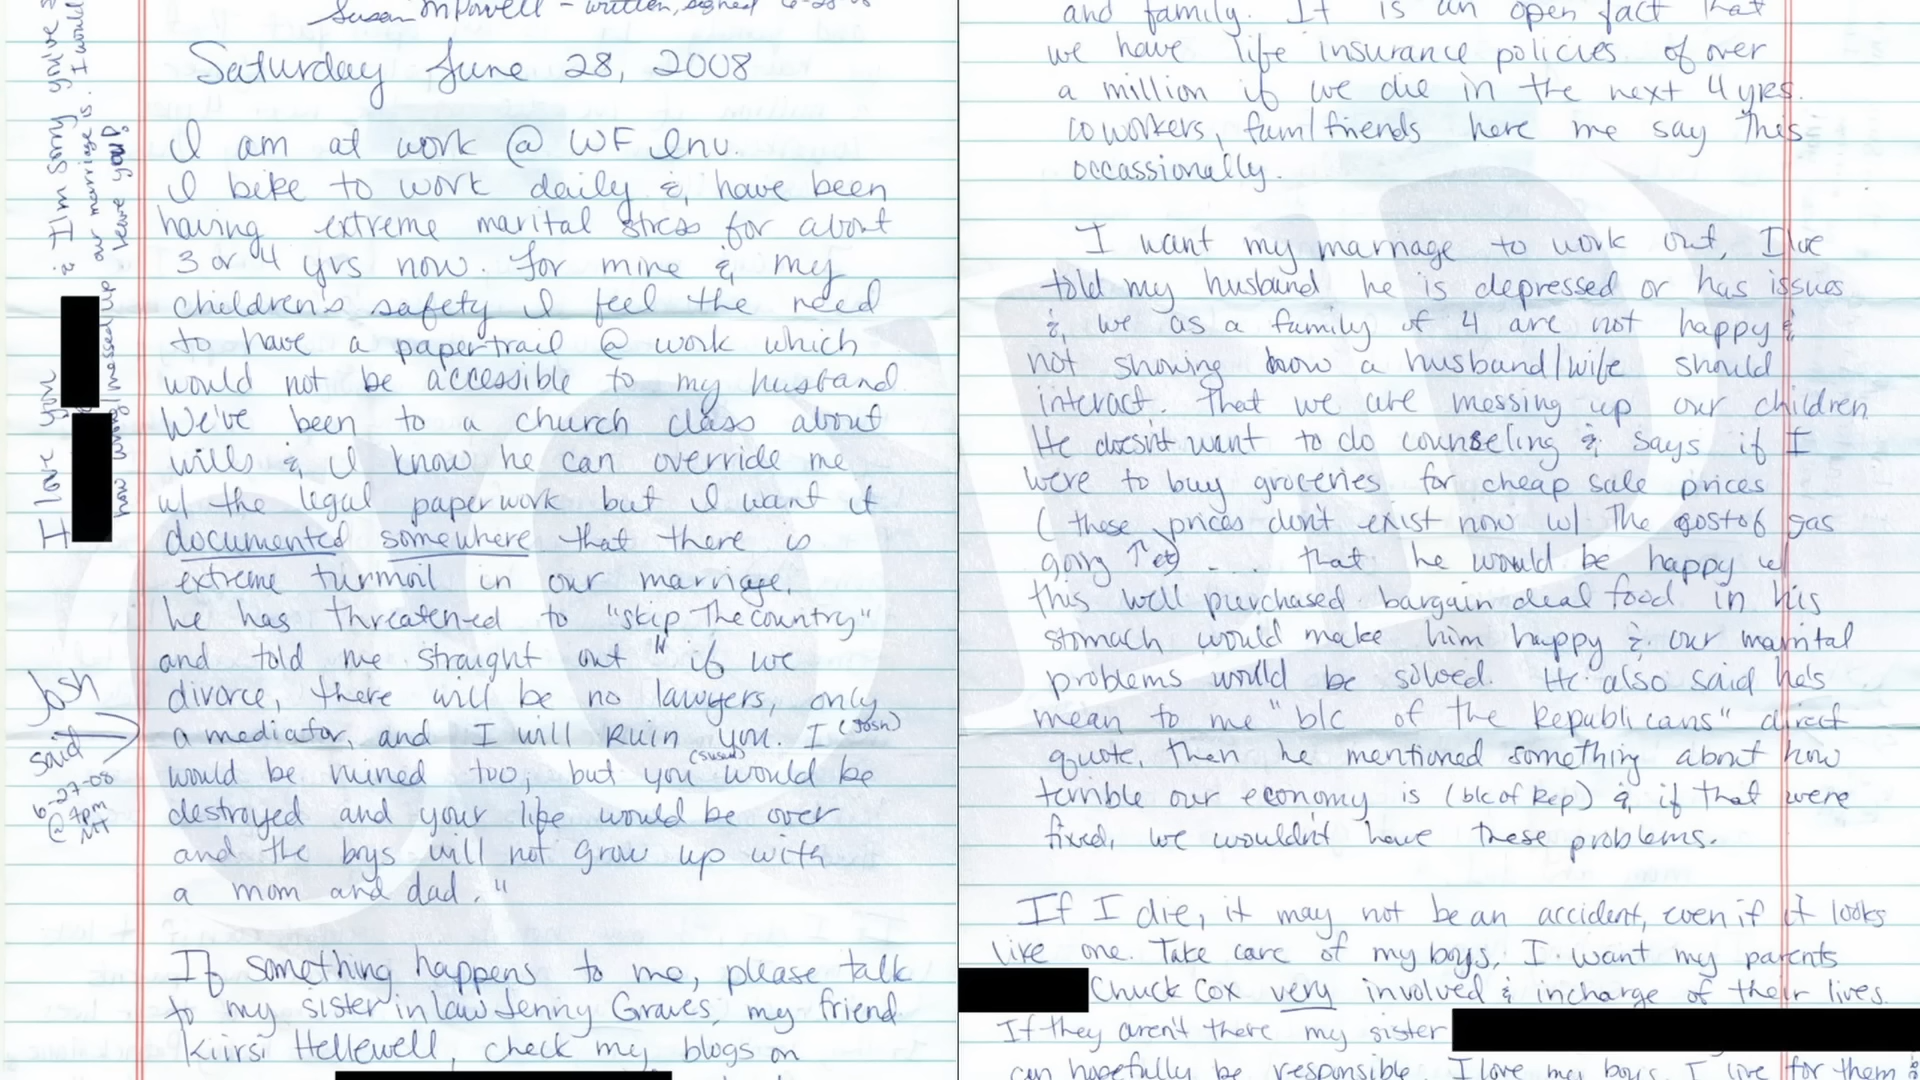 Susan M Powell - written, signed 6-28-08
Saturday June 28, 2008
I am at work @ WF Inv.
I bike to work daily & have been
having extreme marital stress for about
3 or 4 yrs now. For mine & my
children's safety I feel the need
to have a papertrail @ work which
would not be accessible to my husband.
We've been to a church class about
wills & I know he can override me
w/ the legal paperwork but I want it
documented somewhere that there is
extreme turmoil in our marriage.
he has threatened to "skip the country"
and told me straight out "if we
divorce, there will be no lawyers, only
a mediator, and I will ruin you. I (Josh)
would be ruined too, but you (susan) would be
destroyed and your life would be over
and the boys will not grow up with
a mom and dad."
If something happens to me, please talk
to my sister in law Jenny Graves, my friend
Kiirsi Hellewell, check my blogs on
Josh
said
6-27-08
@ 7pm
MT
I love you & I'm sorry you've
how wrong/messed up our marriage is. I would
leave you?
and family. It is an open fact that
we have life insurance policies of over
a million if we die in the next 4 yrs.
coworkers, fam/friends here me say this
occassionally.
I want my marriage to work out, I've
told my husband he is depressed or has issues
& we as a family of 4 are not happy &
not showing how a husband/wife should
interact. That we are messing up our children
He doesn't want to do counseling & says if I
were to buy groceries for cheap sale prices
(these prices don't exist now w/ the cost of gas
going ↑ etc) ... that he would be happy w/
this well purchased bargain deal food in his
stomach would make him happy & our marital
problems would be solved. He also said he's
mean to me "b/c of the Republicans" direct
quote, then he mentioned something about how
terrible our economy is (b/c of Rep) & if that were
fixed, we wouldn't have these problems.
If I die, it may not be an accident, even if it looks
like one. Take care of my boys, I want my parents
Chuck Cox very involved & incharge of their lives.
If they aren't there my sister
can hopefully be responsible. I love my boys. I live for them